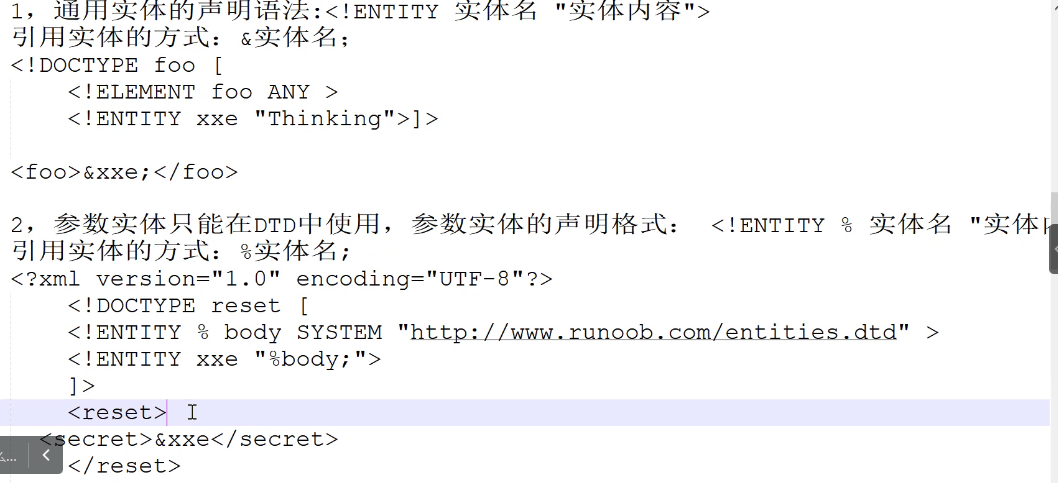 1，通用实体的声明语法:<!ENTITY 实体名 "实体内容">
引用实体的方式：&实体名；
<!DOCTYPE foo [
<!ELEMENT foo ANY >
<!ENTITY xxe "Thinking">]>
<foo>&xxe;</foo>
2，参数实体只能在DTD中使用，参数实体的声明格式： <!ENTITY % 实体名 "实体
引用实体的方式：%实体名；
<?xml version="1.0" encoding="UTF-8"?>
<!DOCTYPE reset [
<!ENTITY % body SYSTEM "http://www.runoob.com/entities.dtd" >
<!ENTITY xxe "%body;">
]>
<reset>
<secret>&xxe</secret>
</reset>